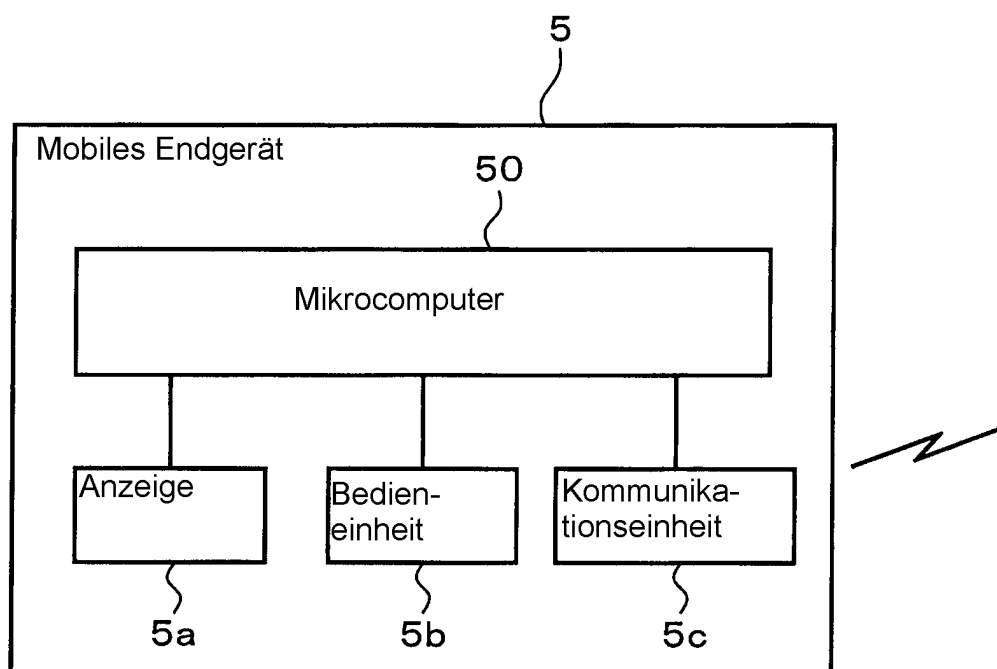 5
Mobiles Endgerät
50
Mikrocomputer
Anzeige
Bedien-
einheit
Kommunika-
tionseinheit
5a
5b
5c